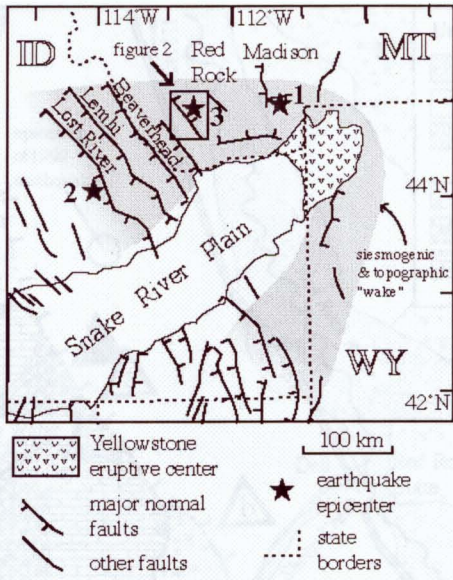 114°W
112°W
ID
MT
figure 2
Red
Rock
Madison
1
3
Beaverhead
Lemhi
Lost River
2
44°N
Snake River Plain
siesmogenic
& topographic
"wake"
WY
42°N
Yellowstone
eruptive center
100 km
major normal
faults
earthquake
epicenter
other faults
state
borders